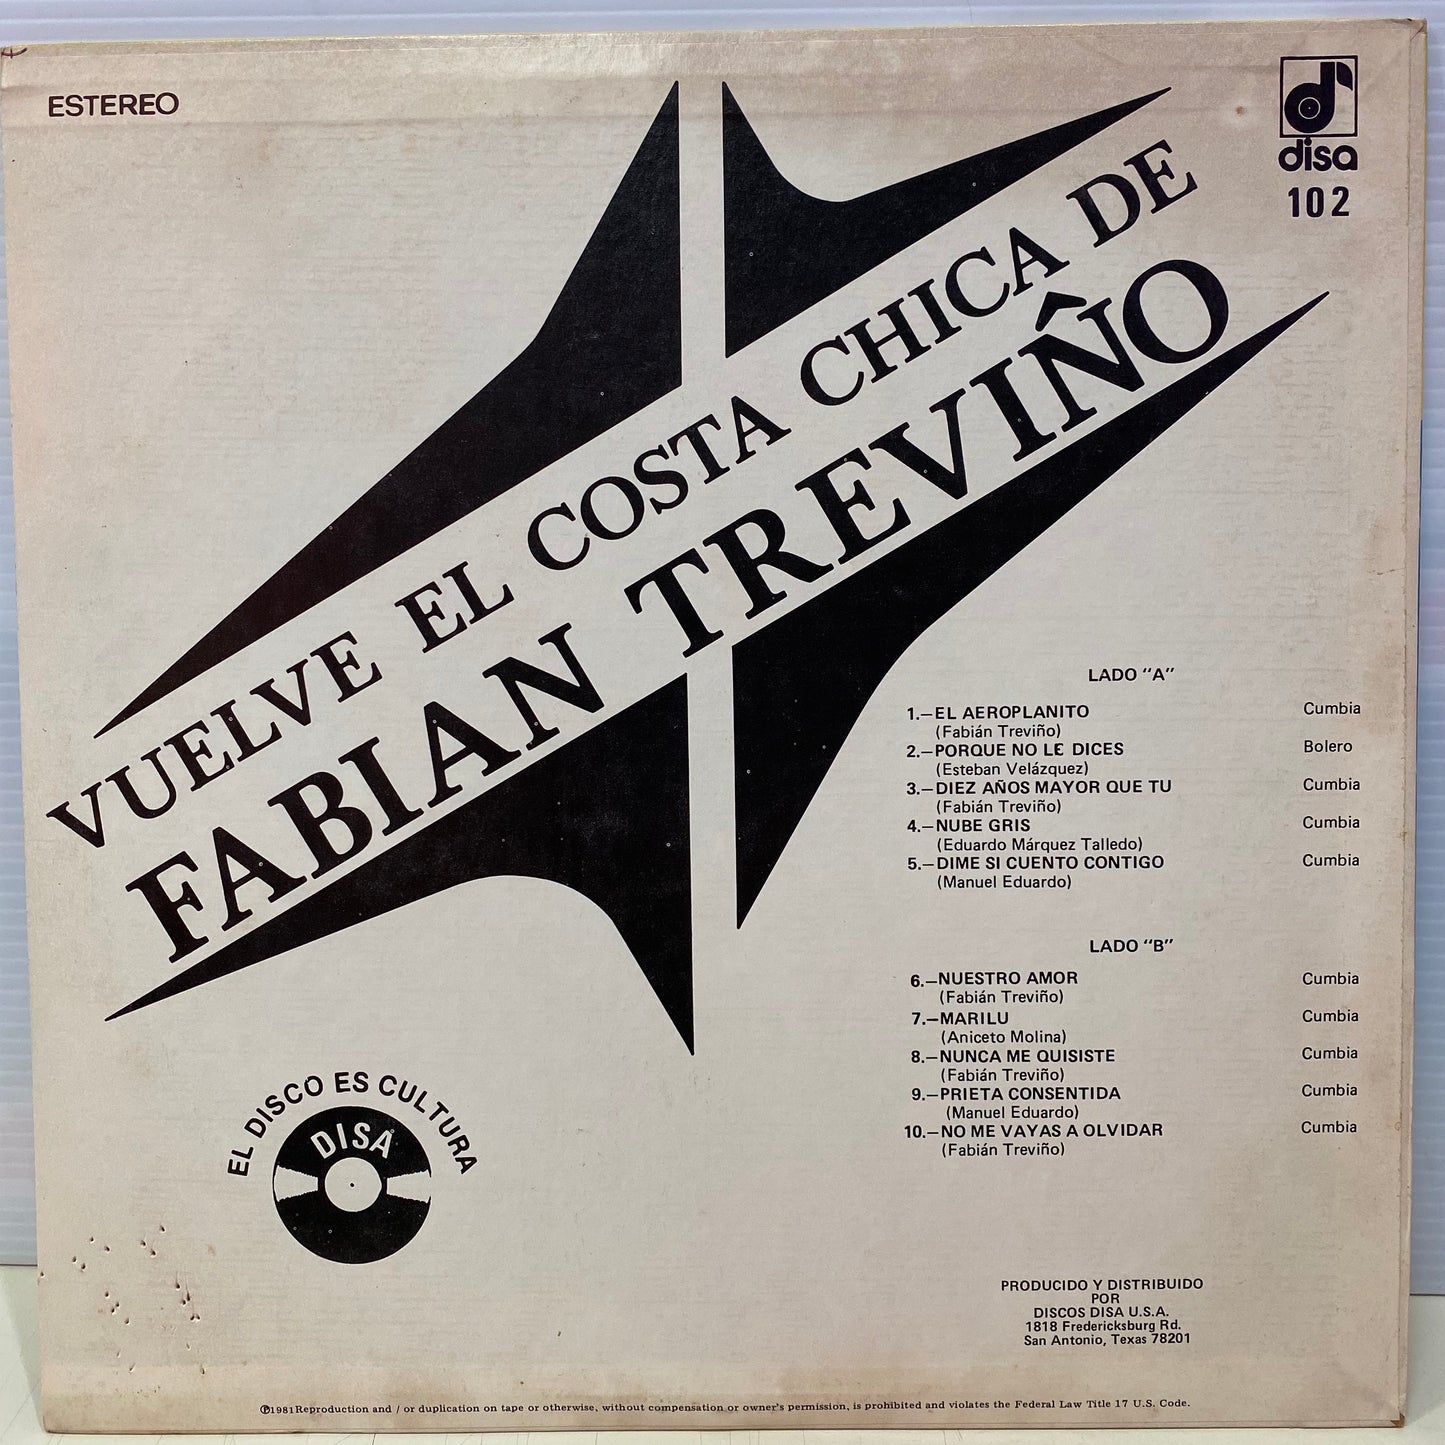 ESTEREO
disa
102
VUELVE EL COSTA CHICA DE
FABIAN TREVIÑO
LADO "A"
1.—EL AEROPLANITO Cumbia
(Fabián Treviño)
2.—PORQUE NO LE DICES Bolero
(Esteban Velázquez)
3.—DIEZ AÑOS MAYOR QUE TU Cumbia
(Fabián Treviño)
4.—NUBE GRIS Cumbia
(Eduardo Márquez Talledo)
5.—DIME SI CUENTO CONTIGO Cumbia
(Manuel Eduardo)
LADO "B"
6.—NUESTRO AMOR Cumbia
(Fabián Treviño)
7.—MARILU Cumbia
(Aniceto Molina)
8.—NUNCA ME QUISISTE Cumbia
(Fabián Treviño)
9.—PRIETA CONSENTIDA Cumbia
(Manuel Eduardo)
10.—NO ME VAYAS A OLVIDAR Cumbia
(Fabián Treviño)
EL DISCO ES CULTURA
DISA
PRODUCIDO Y DISTRIBUIDO
POR
DISCOS DISA U.S.A.
1818 Fredericksburg Rd.
San Antonio, Texas 78201
℗1981 Reproduction and / or duplication on tape or otherwise, without compensation or owner's permission, is prohibited and violates the Federal Law Title 17 U.S. Code.